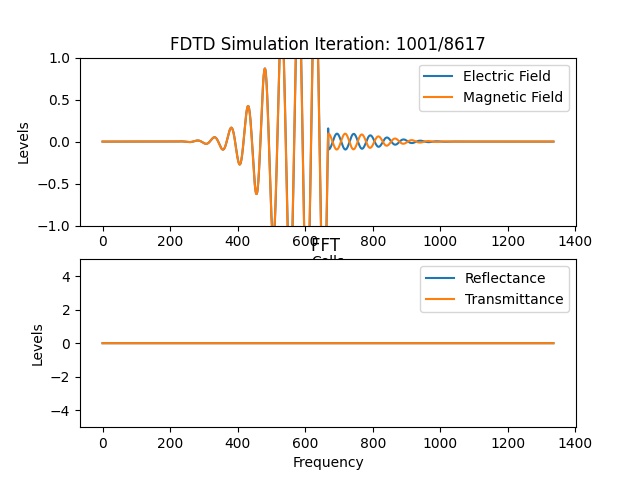 FDTD Simulation Iteration: 1001/8617
1.0
0.5
0.0
−0.5
−1.0
Levels
Electric Field
Magnetic Field
0 200 400 600 800 1000 1200 1400
Cells
FFT
4
2
0
−2
−4
Levels
Reflectance
Transmittance
0 200 400 600 800 1000 1200 1400
Frequency